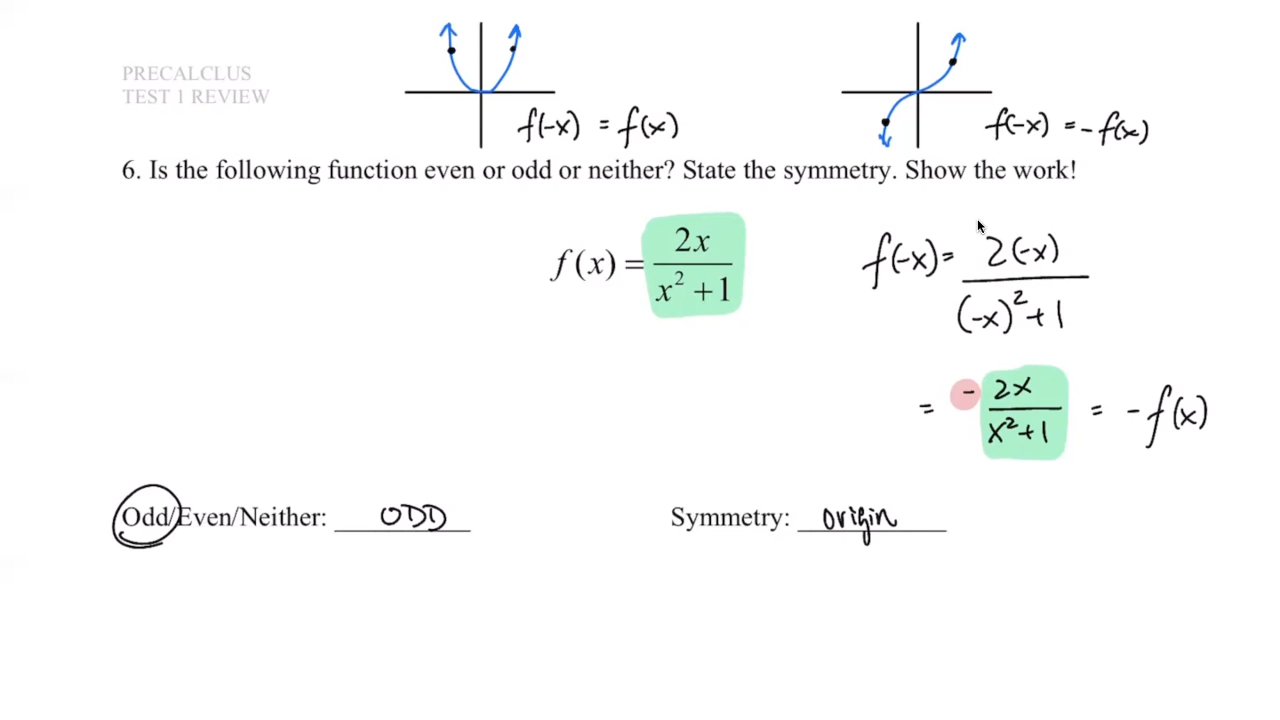 PRECALCLUS
TEST 1 REVIEW
f(-x) = f(x)
f(-x) = -f(x)
6. Is the following function even or odd or neither? State the symmetry. Show the work!
f(x) = 2x / x² + 1
f(-x) = 2(-x) / (-x)² + 1
= - 2x / x² + 1 = -f(x)
Odd/Even/Neither: ODD
Symmetry: origin